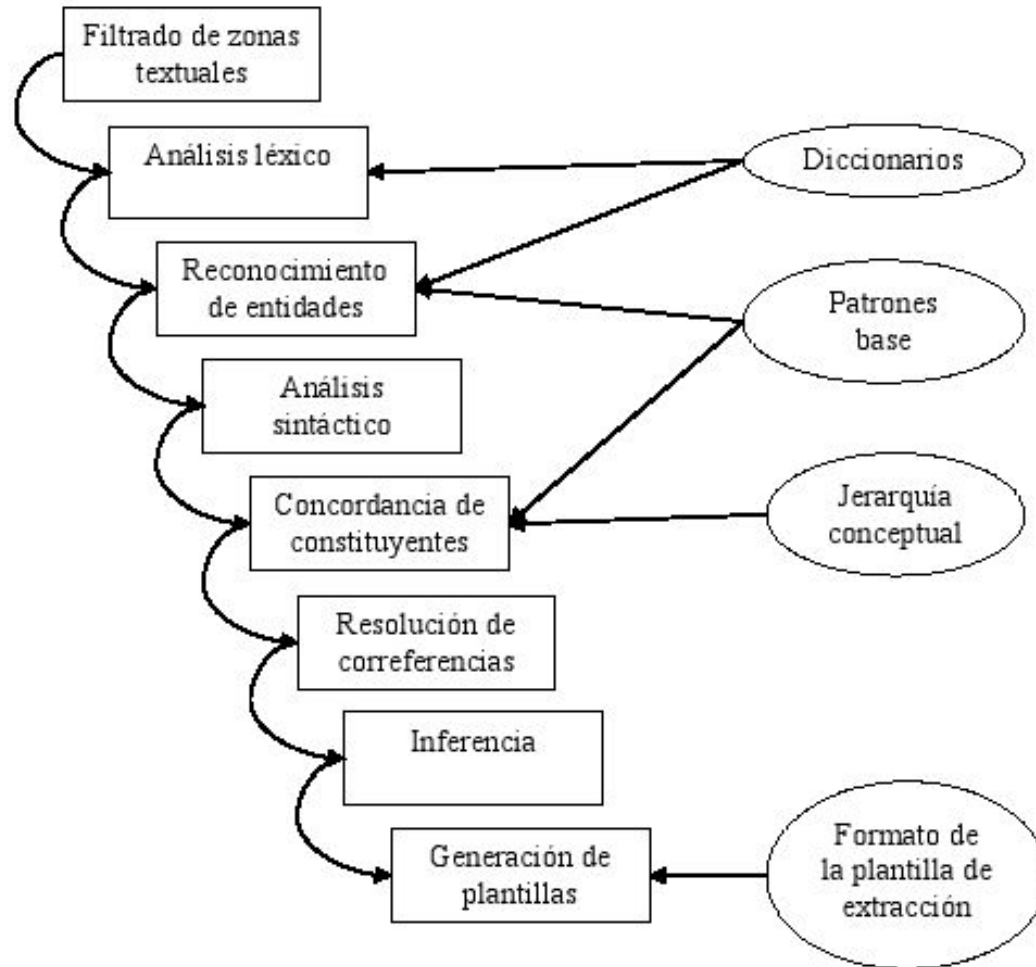 Filtrado de zonas
textuales
Análisis léxico
Diccionarios
Reconocimiento
de entidades
Patrones
base
Análisis
sintáctico
Concordancia de
constituyentes
Jerarquía
conceptual
Resolución de
correferencias
Inferencia
Generación de
plantillas
Formato de
la plantilla de
extracción